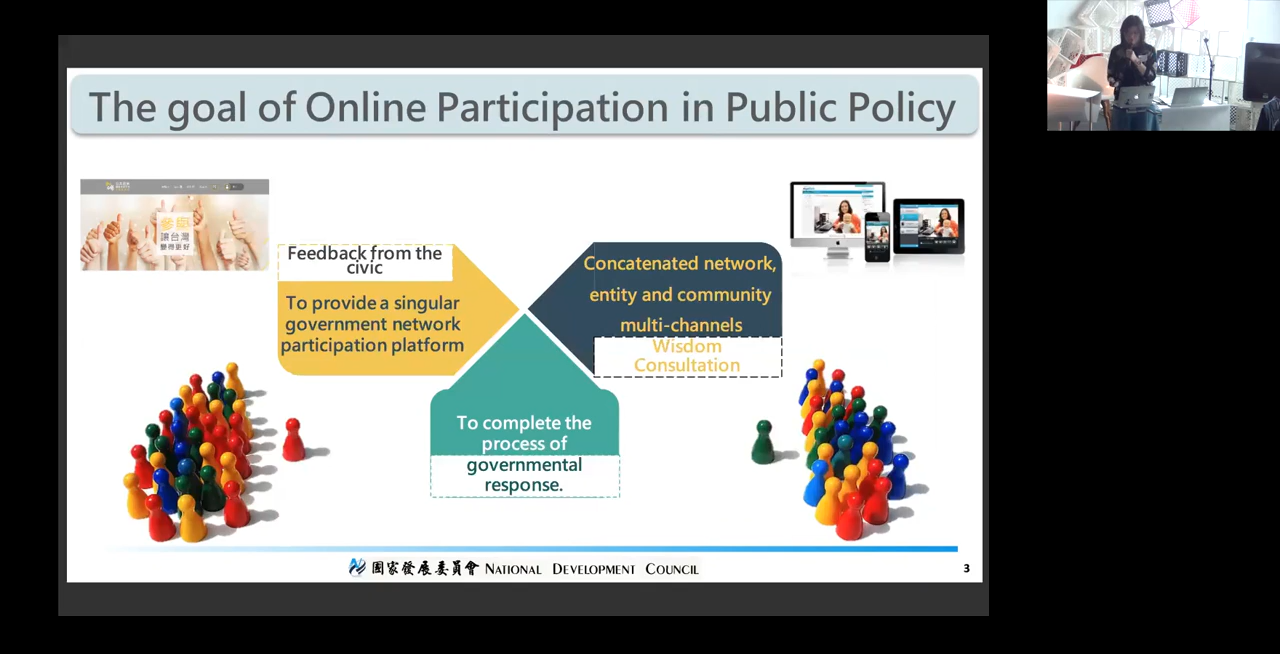 The goal of Online Participation in Public Policy
參與
讓台灣
變得更好
Feedback from the
civic
To provide a singular
government network
participation platform
Concatenated network,
entity and community
multi-channels
Wisdom
Consultation
To complete the
process of
governmental
response.
國家發展委員會 NATIONAL DEVELOPMENT COUNCIL
3